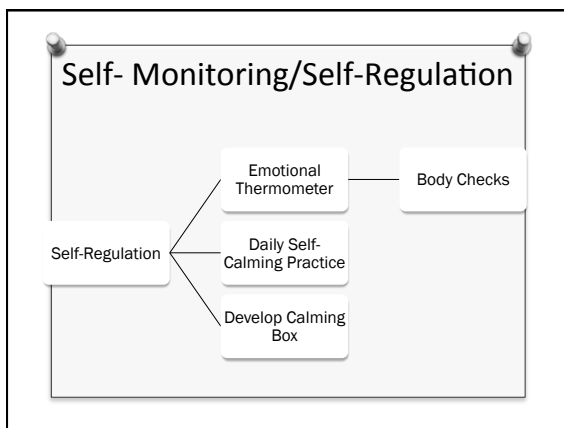 Self- Monitoring/Self-Regulation
Emotional
Thermometer
Body Checks
Self-Regulation
Daily Self-
Calming Practice
Develop Calming
Box